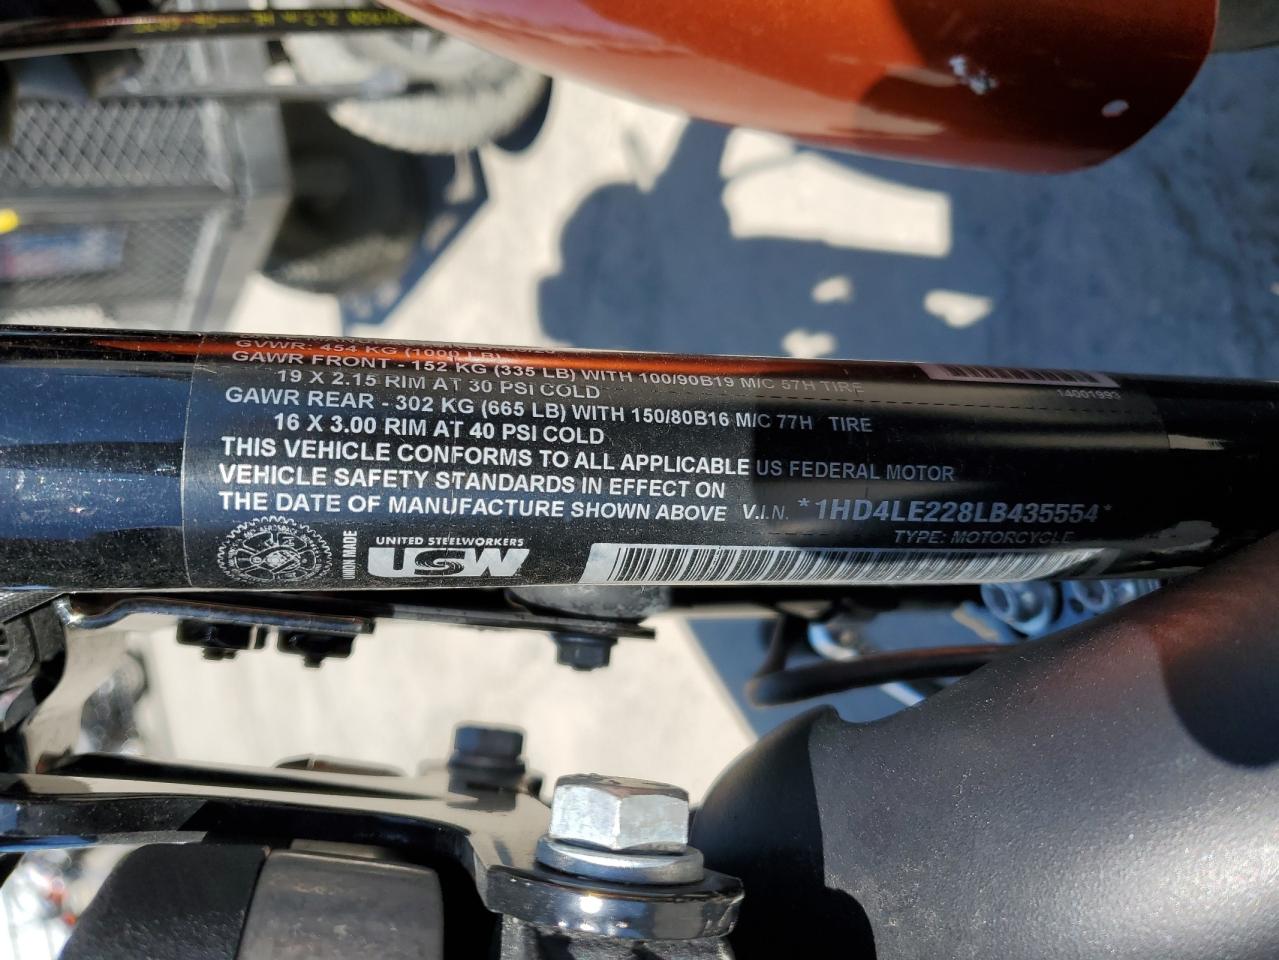 GVWR: 454 KG (1000 LB)
GAWR FRONT - 152 KG (335 LB) WITH 100/90B19 M/C 57H TIRE
19 X 2.15 RIM AT 30 PSI COLD
GAWR REAR - 302 KG (665 LB) WITH 150/80B16 M/C 77H TIRE
16 X 3.00 RIM AT 40 PSI COLD
THIS VEHICLE CONFORMS TO ALL APPLICABLE US FEDERAL MOTOR
VEHICLE SAFETY STANDARDS IN EFFECT ON
THE DATE OF MANUFACTURE SHOWN ABOVE V.I.N. *1HD4LE228LB435554*
TYPE: MOTORCYCLE
14001993
UNION MADE
UNITED STEELWORKERS
USW